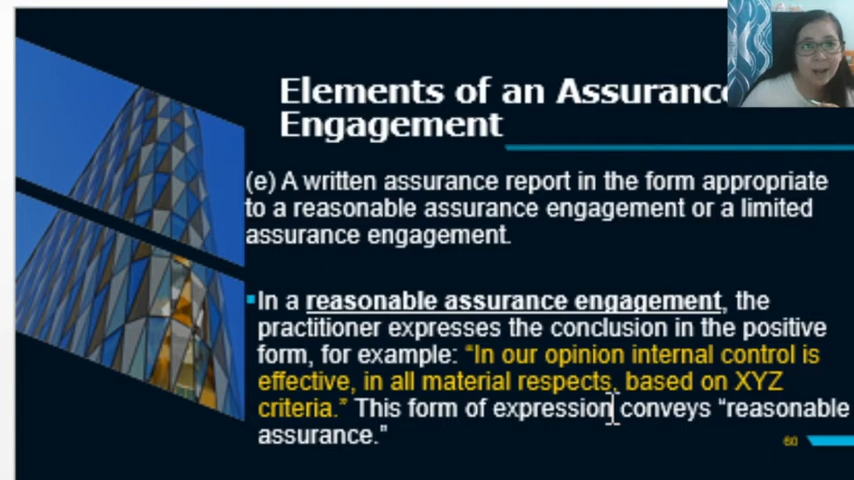 Elements of an Assuranc
Engagement
(e) A written assurance report in the form appropriate
to a reasonable assurance engagement or a limited
assurance engagement.
In a reasonable assurance engagement, the
practitioner expresses the conclusion in the positive
form, for example: “In our opinion internal control is
effective, in all material respects, based on XYZ
criteria.” This form of expression conveys “reasonable
assurance.”
60